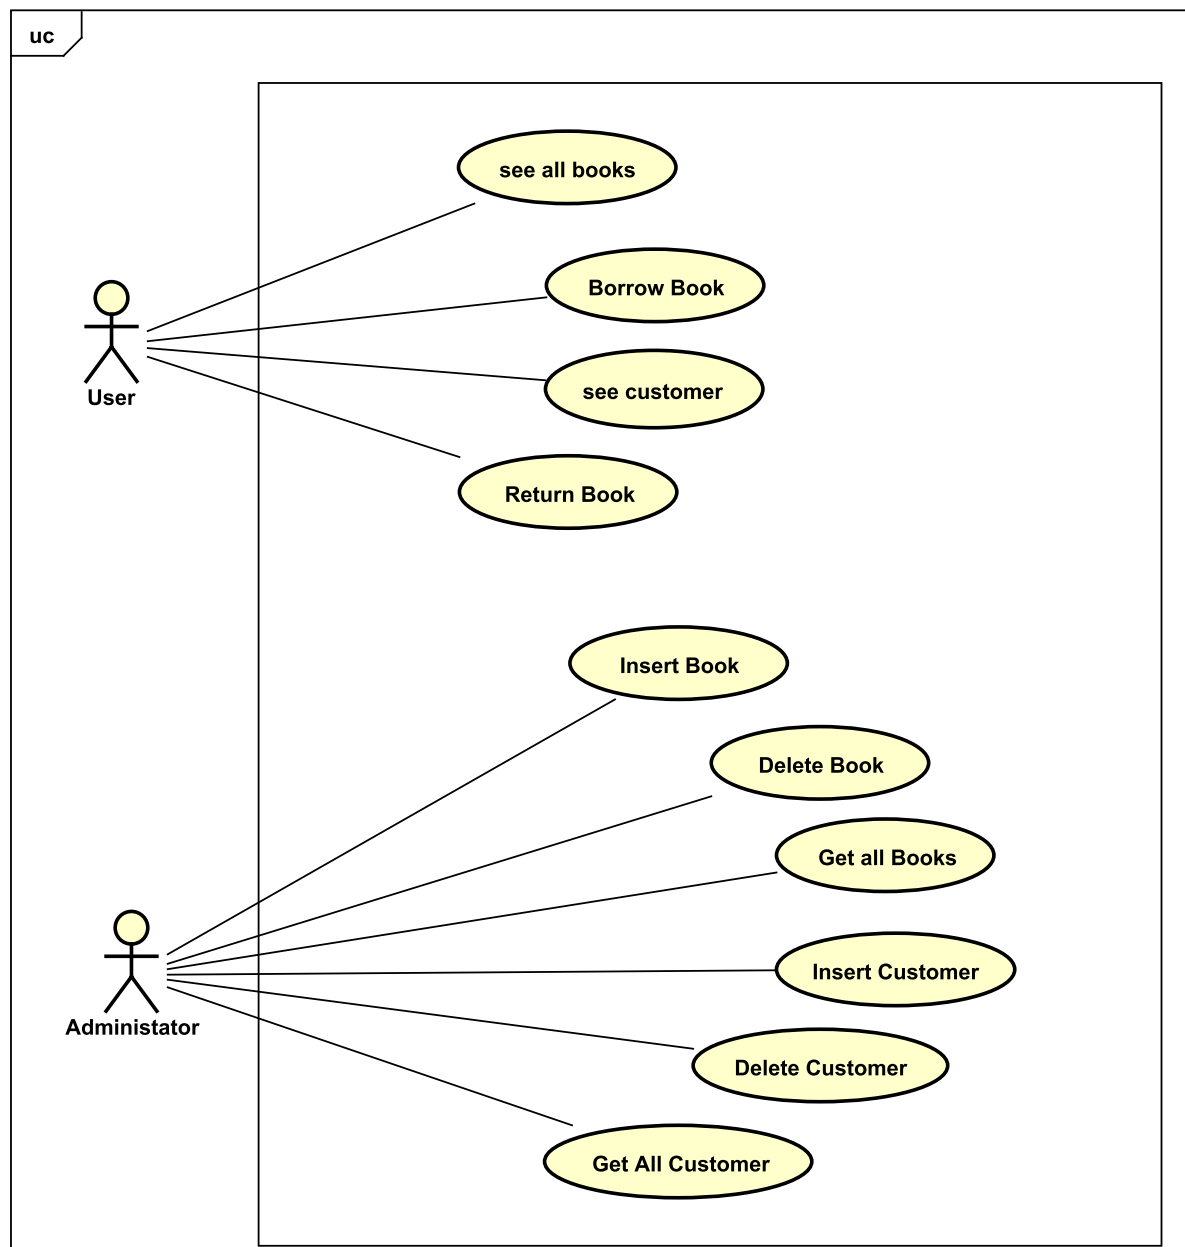 uc
see all books
Borrow Book
see customer
User
Return Book
Insert Book
Delete Book
Get all Books
Insert Customer
Administator
Delete Customer
Get All Customer